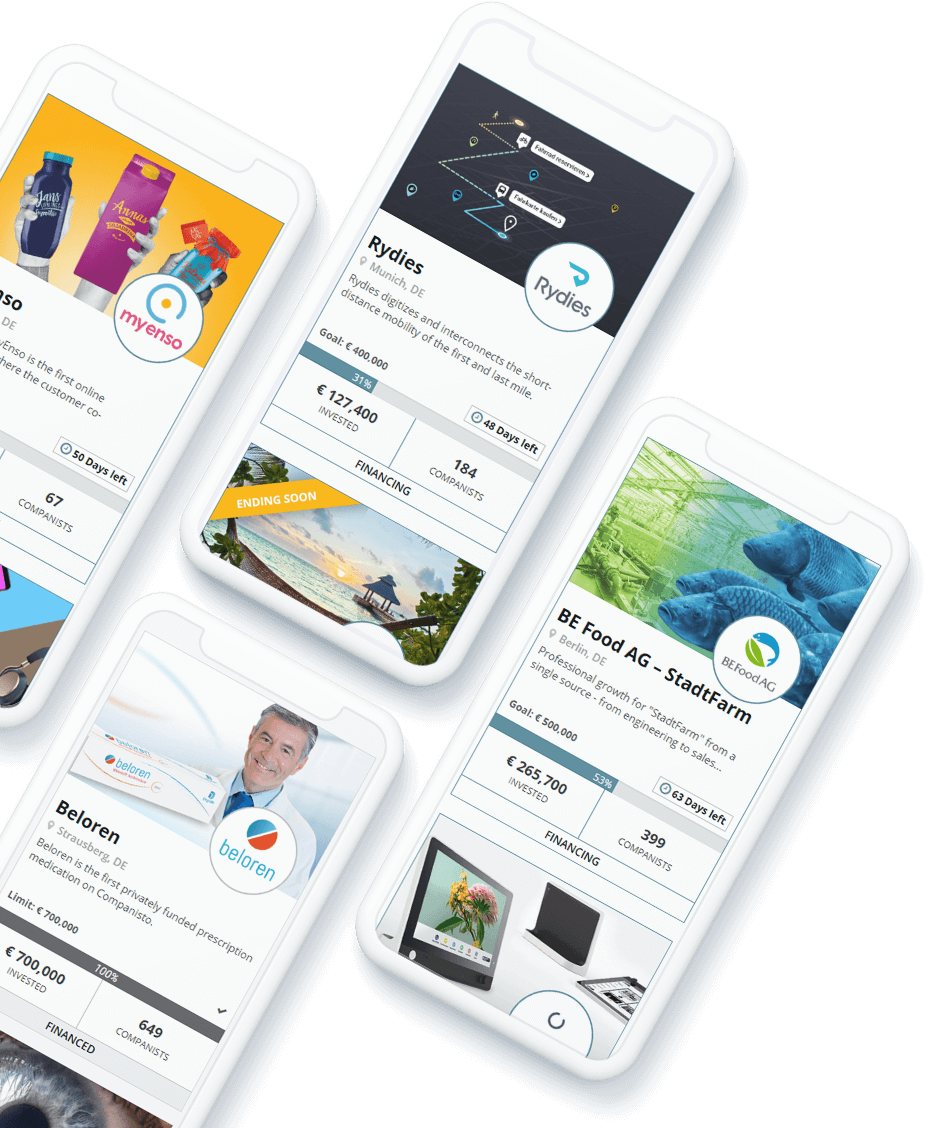 Jans
Annas
nso
DE
myenso
yEnso is the first online
here the customer co-
50 Days left
67
COMPANISTS
Fahrrad reservieren >
Fahrkarte kaufen >
Rydies
Munich, DE
Rydies
Rydies digitizes and interconnects the short-
distance mobility of the first and last mile.
Goal: € 400,000
31%
48 Days left
€ 127,400
INVESTED
184
COMPANISTS
FINANCING
ENDING SOON
beloren
Beloren
Strausberg, DE
beloren
Beloren is the first privately funded prescription
medication on Companisto.
Limit: € 700,000
100%
€ 700,000
INVESTED
649
COMPANISTS
FINANCED
BE Food AG – StadtFarm
Berlin, DE
BEFood AG
Professional growth for "StadtFarm" from a
single source - from engineering to sales...
Goal: € 500,000
53%
63 Days left
€ 265,700
INVESTED
399
COMPANISTS
FINANCING